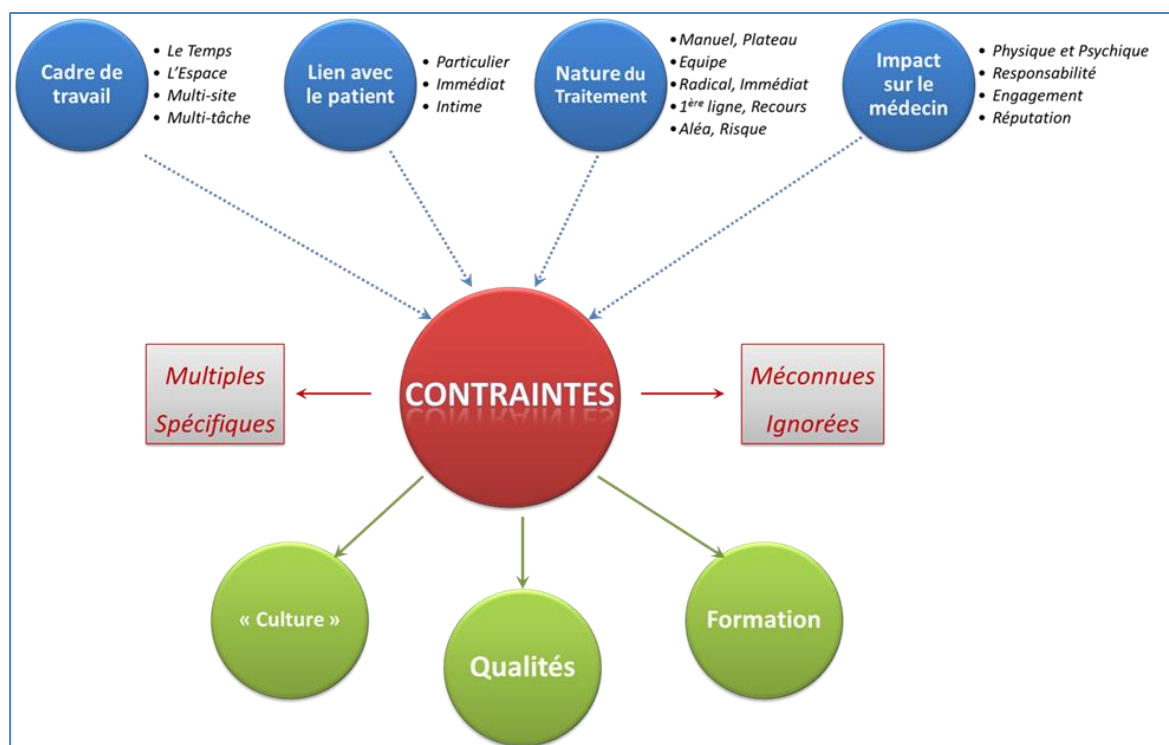 Cadre de
travail
• Le Temps
• L'Espace
• Multi-site
• Multi-tâche
Lien avec
le patient
• Particulier
• Immédiat
• Intime
Nature du
Traitement
• Manuel, Plateau
• Equipe
• Radical, Immédiat
• 1ère ligne, Recours
• Aléa, Risque
Impact
sur le
médecin
• Physique et Psychique
• Responsabilité
• Engagement
• Réputation
Multiples
Spécifiques
CONTRAINTES
Méconnues
Ignorées
« Culture »
Qualités
Formation